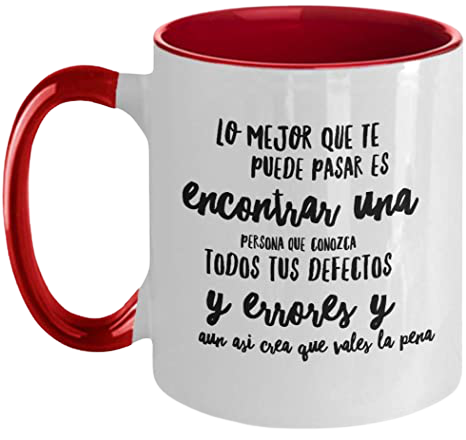 LO MEJOR QUE TE
PUEDE PASAR ES
encontrar una
PERSONA QUE CONOZCA
TODOS TUS DEFECTOS
y errores y
aun asi crea que vales la pena